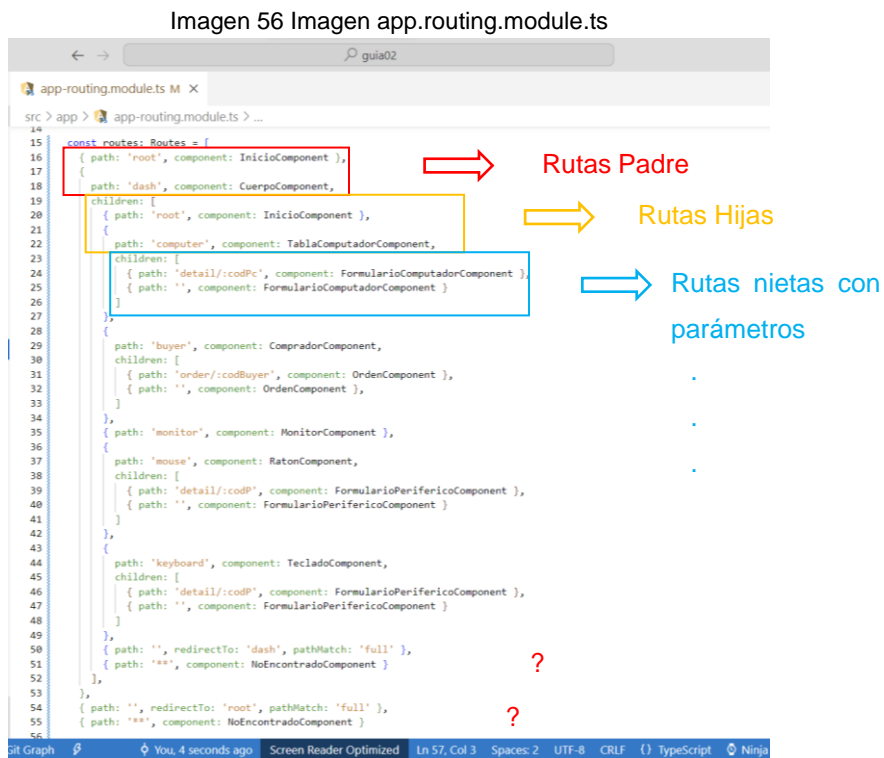 Imagen 56 Imagen app.routing.module.ts
guia02
app-routing.module.ts M ×
src > app > app-routing.module.ts > ...
14
15 const routes: Routes = [
16 { path: 'root', component: InicioComponent },
17 {
18 path: 'dash', component: CuerpoComponent,
19 children: [
20 { path: 'root', component: InicioComponent },
21 {
22 path: 'computer', component: TablaComputadorComponent,
23 children: [
24 { path: 'detail/:codPc', component: FormularioComputadorComponent },
25 { path: '', component: FormularioComputadorComponent }
26 ]
27 },
28 {
29 path: 'buyer', component: CompradorComponent,
30 children: [
31 { path: 'order/:codBuyer', component: OrdenComponent },
32 { path: '', component: OrdenComponent },
33 ]
34 },
35 { path: 'monitor', component: MonitorComponent },
36 {
37 path: 'mouse', component: RatonComponent,
38 children: [
39 { path: 'detail/:codP', component: FormularioPerifericoComponent },
40 { path: '', component: FormularioPerifericoComponent }
41 ]
42 },
43 {
44 path: 'keyboard', component: TecladoComponent,
45 children: [
46 { path: 'detail/:codP', component: FormularioPerifericoComponent },
47 { path: '', component: FormularioPerifericoComponent }
48 ]
49 },
50 { path: '', redirectTo: 'dash', pathMatch: 'full' },
51 { path: '**', component: NoEncontradoComponent }
52 ],
53 },
54 { path: '', redirectTo: 'root', pathMatch: 'full' },
55 { path: '**', component: NoEncontradoComponent }
56
Rutas Padre
Rutas Hijas
Rutas nietas con
parámetros
.
.
.
?
?
Git Graph You, 4 seconds ago Screen Reader Optimized Ln 57, Col 3 Spaces: 2 UTF-8 CRLF {} TypeScript Ninja